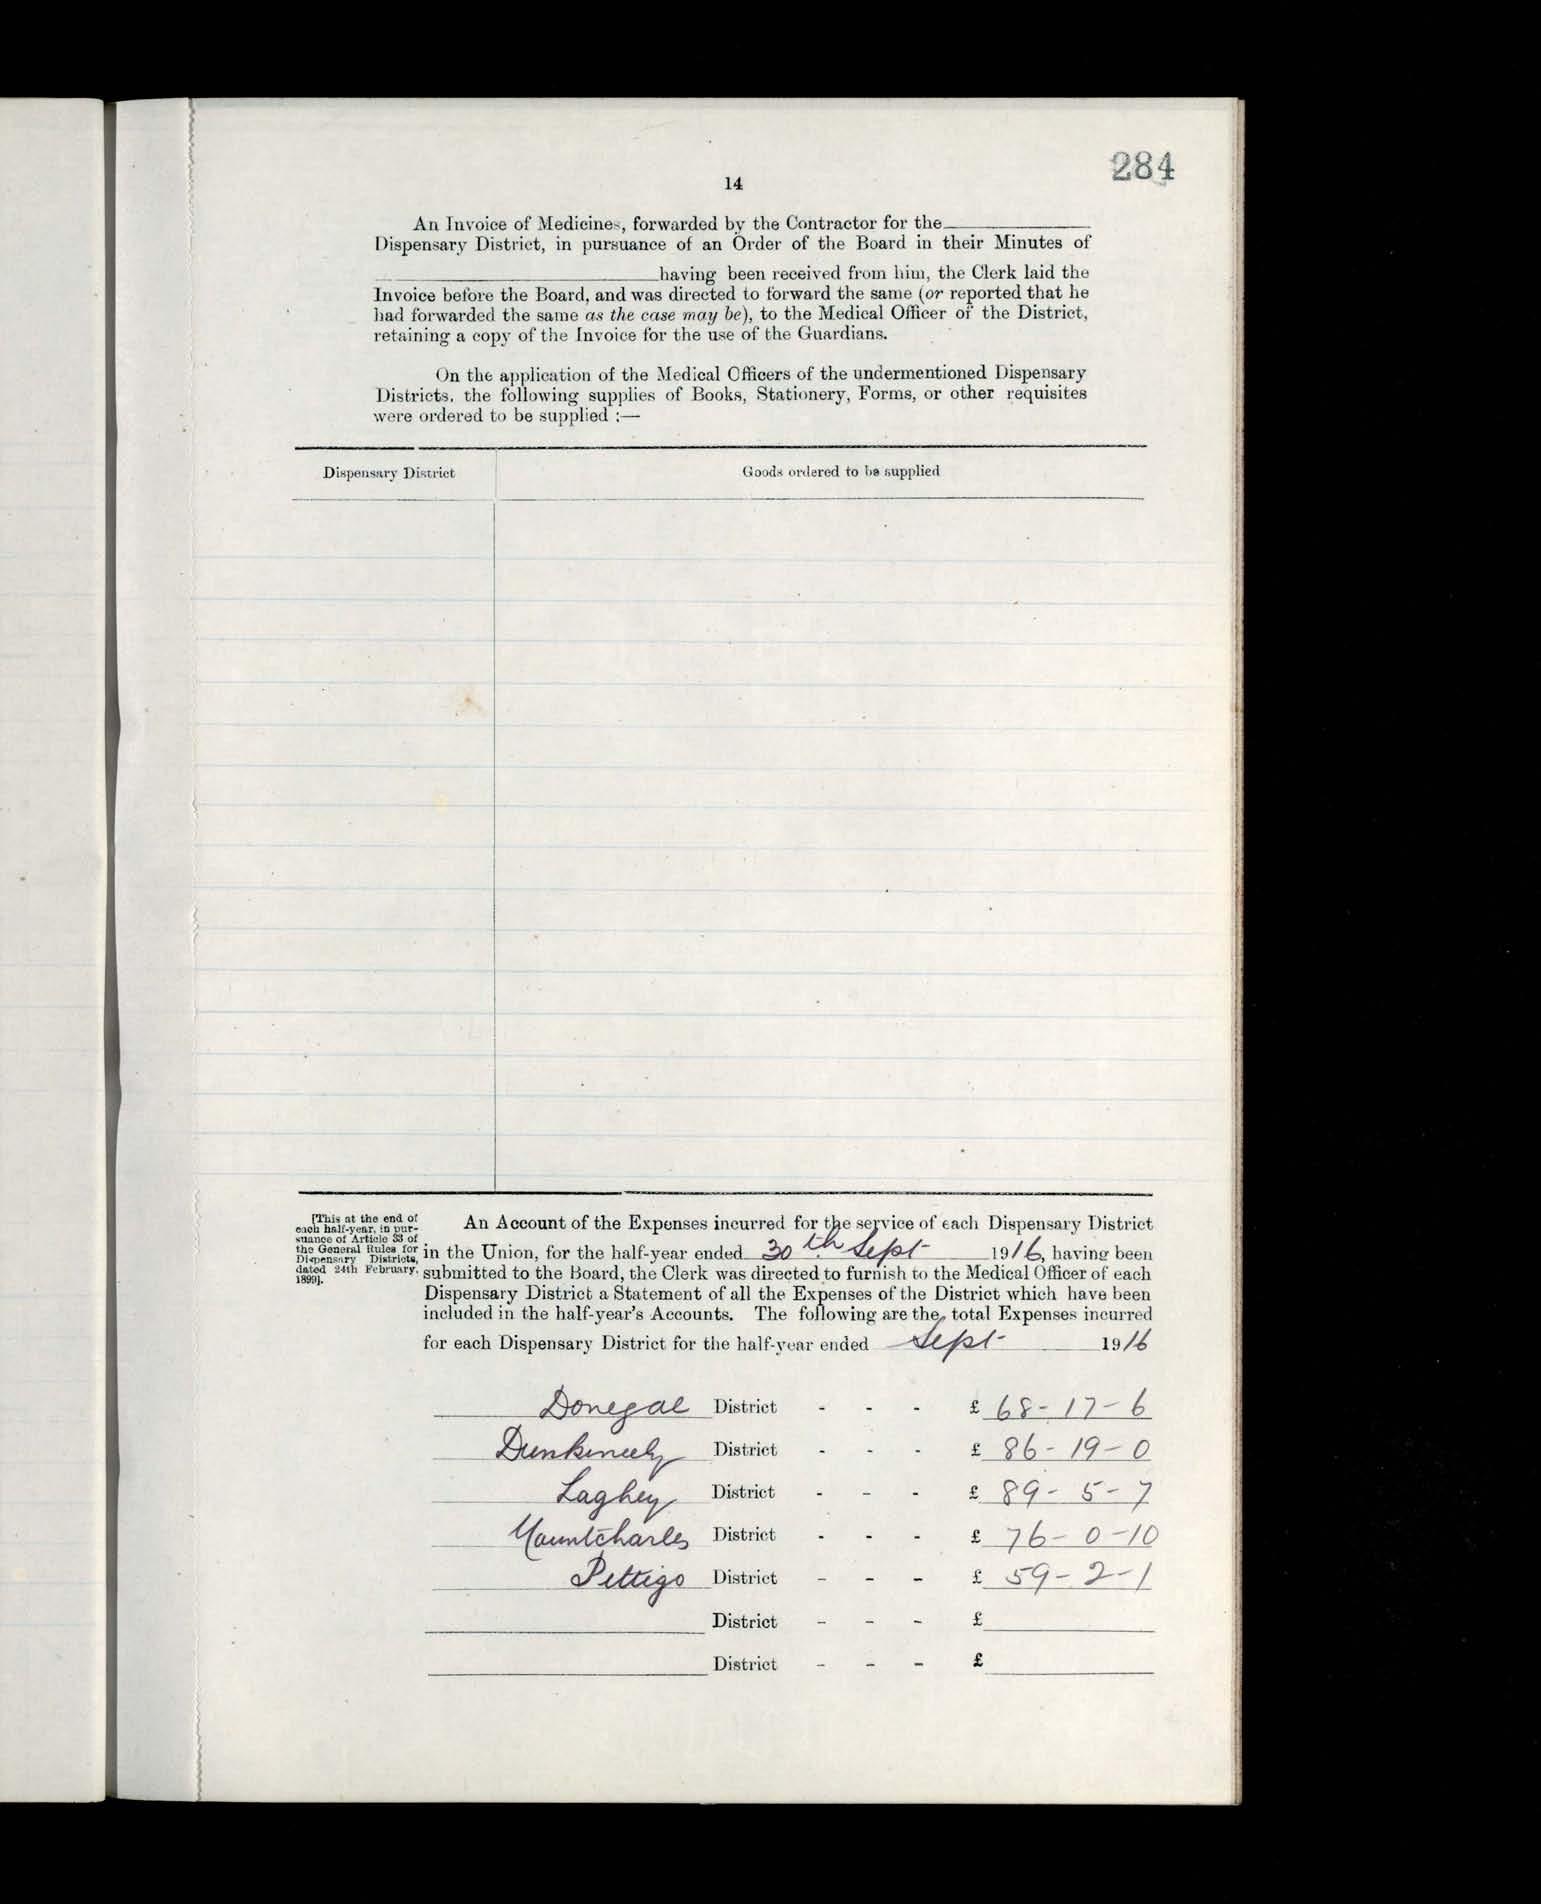 284
14
An Invoice of Medicines, forwarded by the Contractor for the
Dispensary District, in pursuance of an Order of the Board in their Minutes of
having been received from him, the Clerk laid the
Invoice before the Board, and was directed to forward the same (or reported that he
had forwarded the same as the case may be), to the Medical Officer of the District,
retaining a copy of the Invoice for the use of the Guardians.
On the application of the Medical Officers of the undermentioned Dispensary
Districts, the following supplies of Books, Stationery, Forms, or other requisites
were ordered to be supplied :—
Dispensary District Goods ordered to be supplied
[This at the end of
each half-year, in pur-
suance of Article 33 of
the General Rules for
Dispensary Districts,
dated 24th February,
1899].
An Account of the Expenses incurred for the service of each Dispensary District
in the Union, for the half-year ended 30th Sept 1916, having been
submitted to the Board, the Clerk was directed to furnish to the Medical Officer of each
Dispensary District a Statement of all the Expenses of the District which have been
included in the half-year's Accounts. The following are the total Expenses incurred
for each Dispensary District for the half-year ended Sept 1916
Donegal District - - - £ 68-17-6
Dunkineely District - - - £ 86-19-0
Laghey District - - - £ 89-5-7
Mountcharles District - - - £ 76-0-10
Pettigo District - - - £ 59-2-1
District - - - £
District - - - £